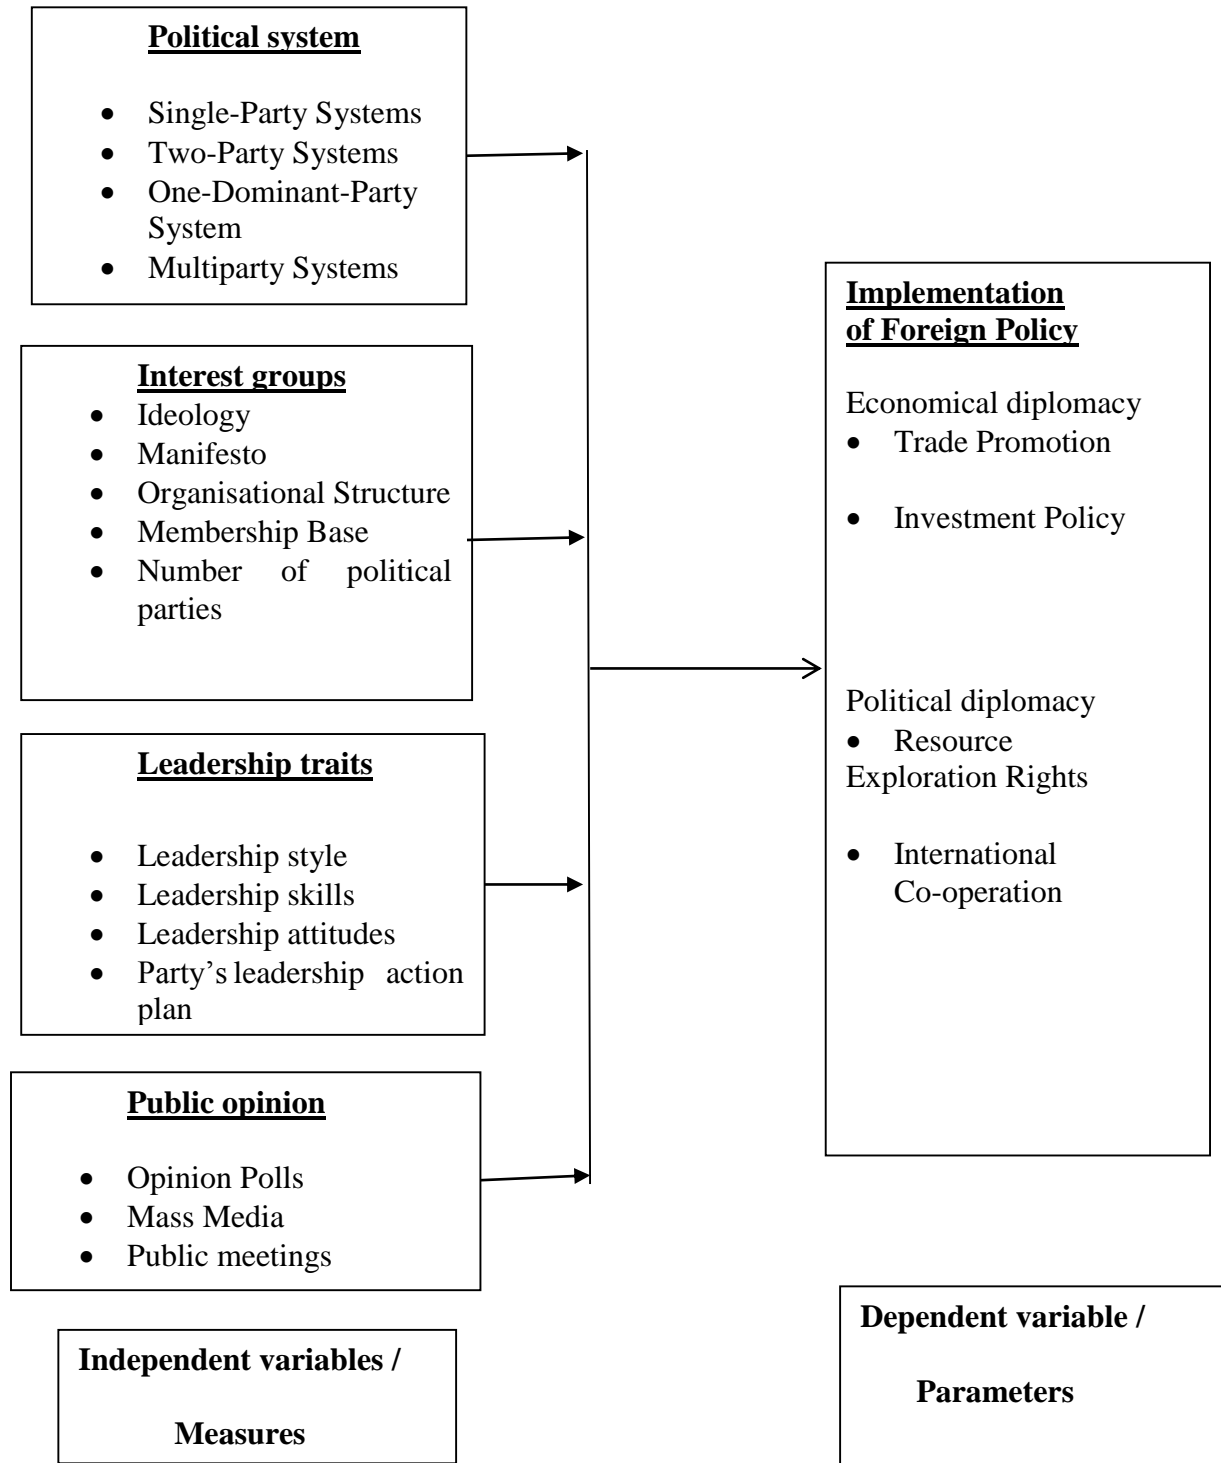 Political system
• Single-Party Systems
• Two-Party Systems
• One-Dominant-Party
System
• Multiparty Systems
Interest groups
• Ideology
• Manifesto
• Organisational Structure
• Membership Base
• Number of political
parties
Leadership traits
• Leadership style
• Leadership skills
• Leadership attitudes
• Party’s leadership action
plan
Public opinion
• Opinion Polls
• Mass Media
• Public meetings
Independent variables /
Measures
Implementation
of Foreign Policy
Economical diplomacy
• Trade Promotion
• Investment Policy
Political diplomacy
• Resource
Exploration Rights
• International
Co-operation
Dependent variable /
Parameters